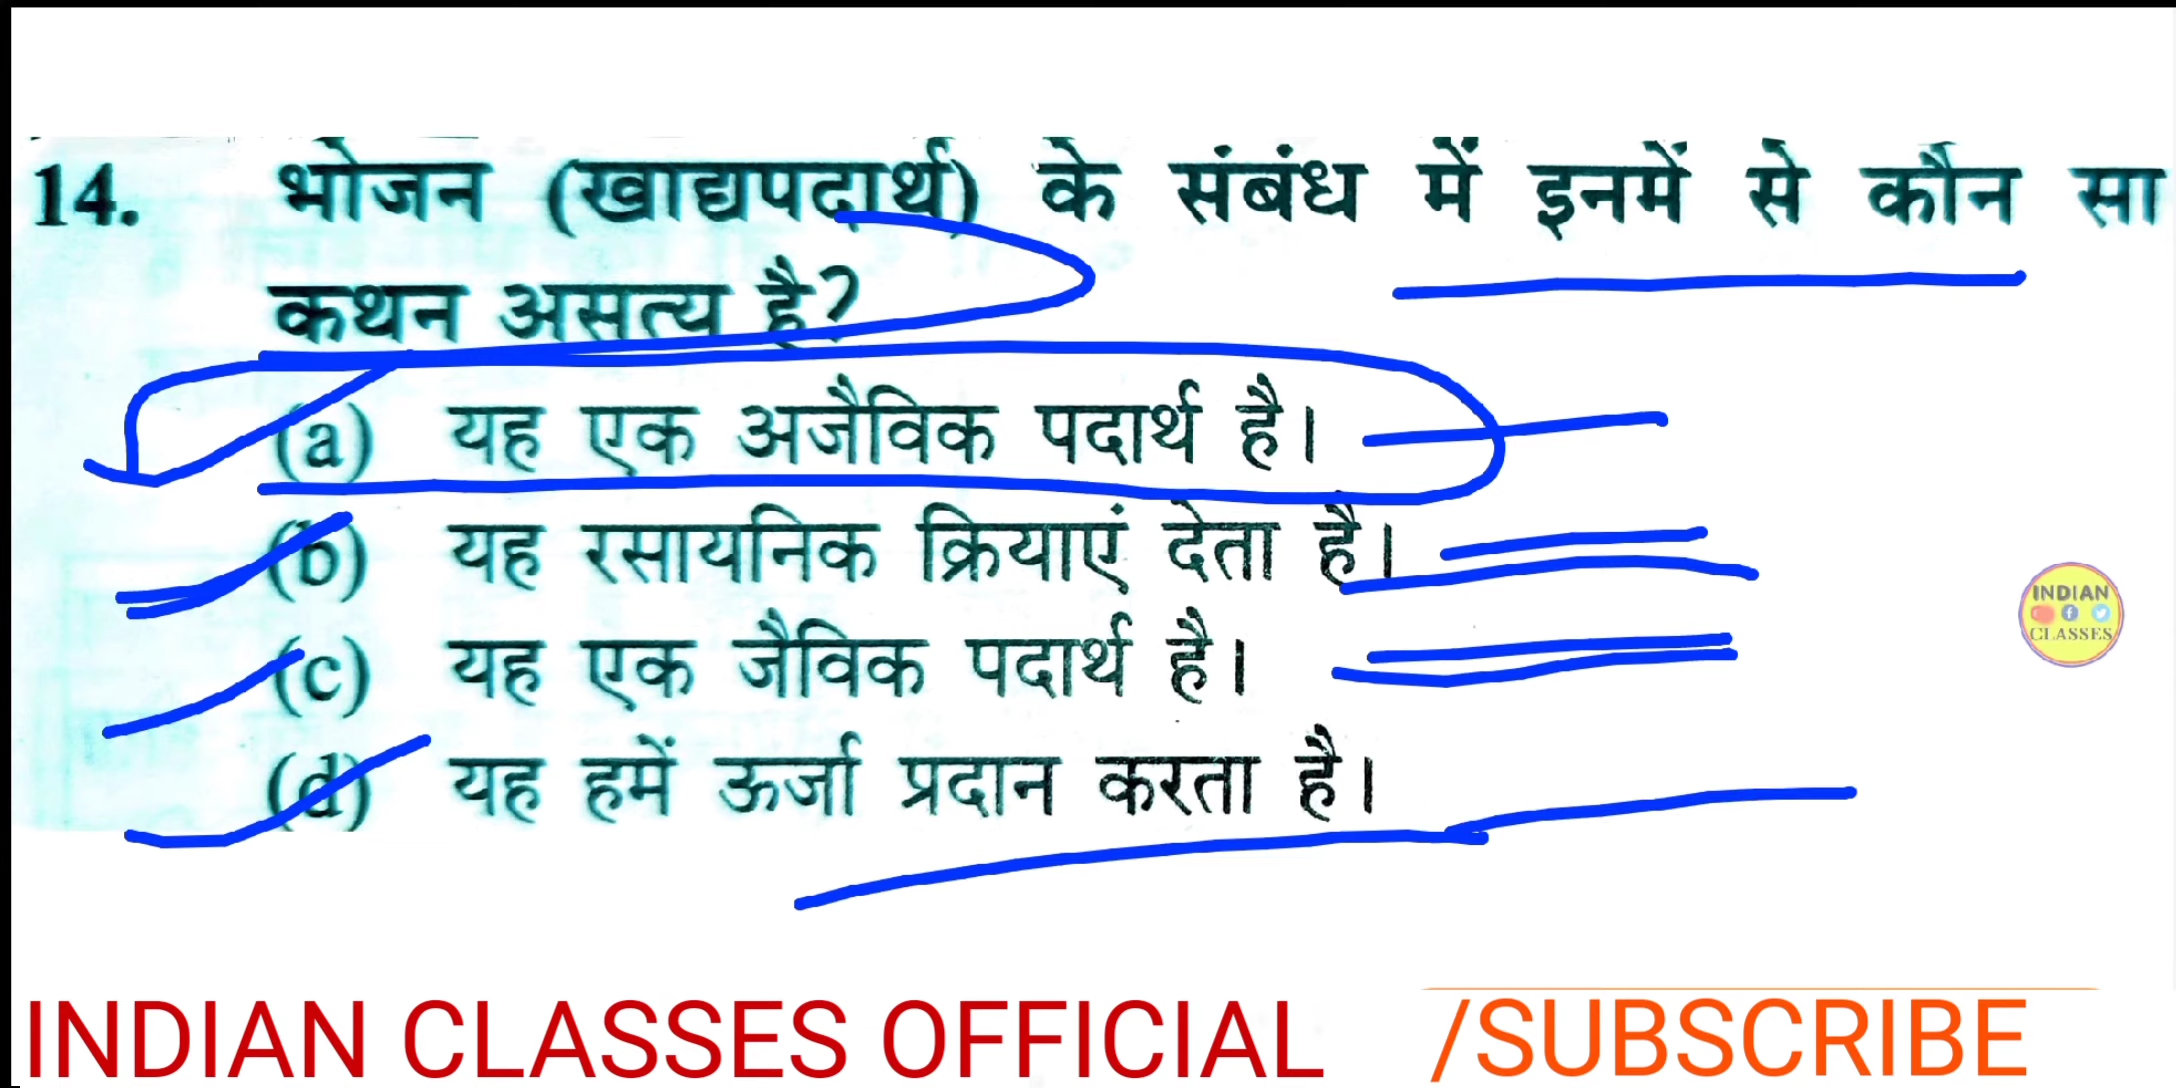 14. भोजन (खाद्यपदार्थ) के संबंध में इनमें से कौन सा
कथन असत्य है?
(a) यह एक अजैविक पदार्थ है।
(b) यह रसायनिक क्रियाएं देता है।
(c) यह एक जैविक पदार्थ है।
(d) यह हमें ऊर्जा प्रदान करता है।
INDIAN
CLASSES
INDIAN CLASSES OFFICIAL /SUBSCRIBE